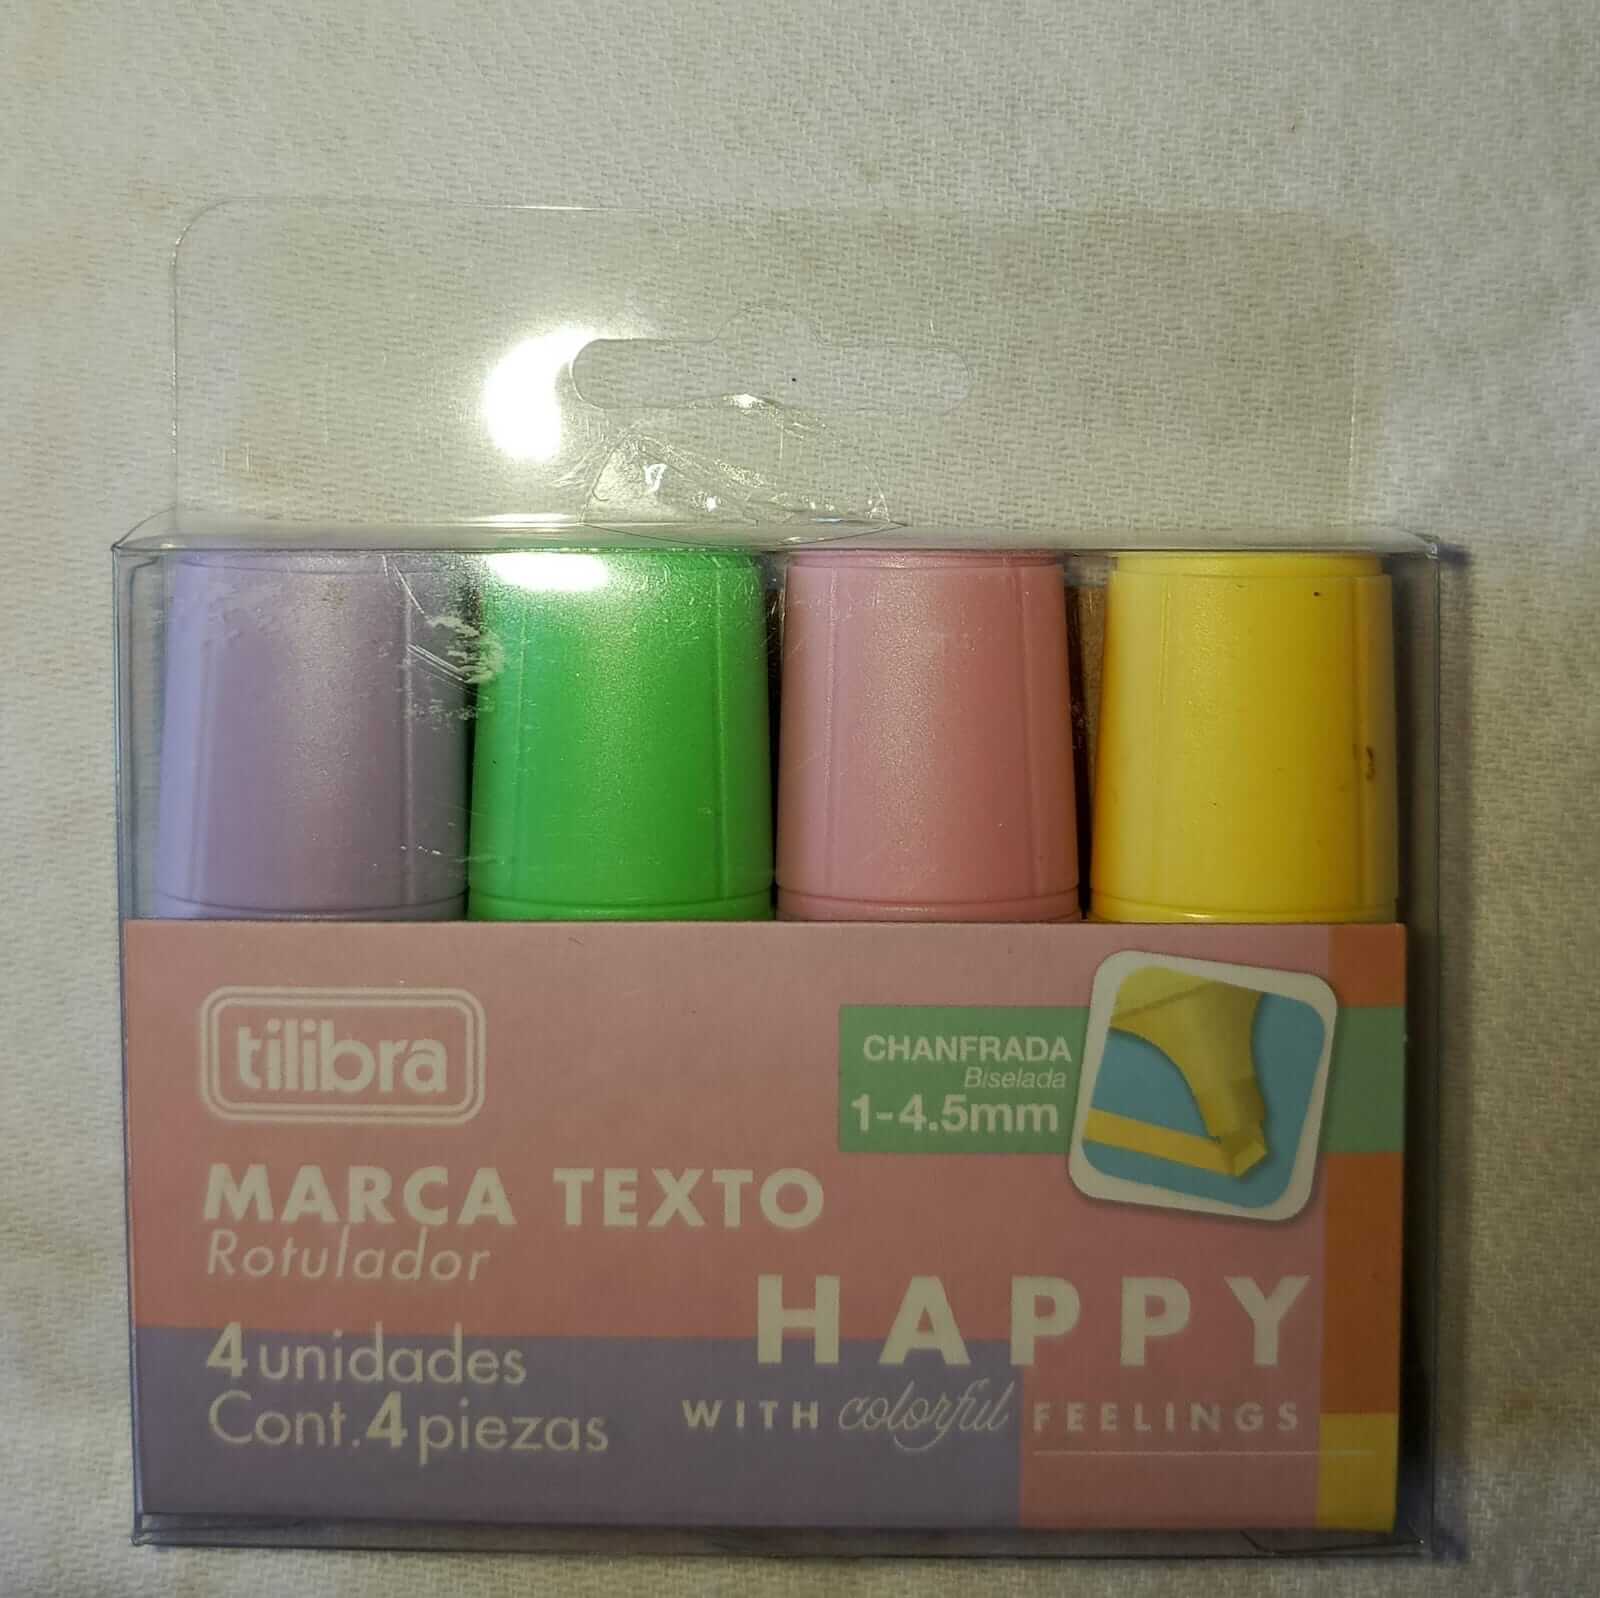 tilibra
CHANFRADA
Biselada
1-4.5mm
MARCA TEXTO
Rotulador
HAPPY
WITH colorful FEELINGS
4 unidades
Cont. 4 piezas